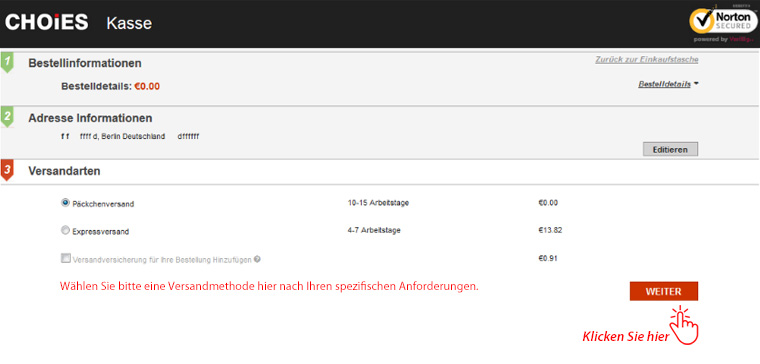 CHOiES Kasse
Norton
SECURED
powered by
1 Bestellinformationen Zurück zur Einkaufstasche
Bestelldetails: €0.00 Bestelldetails
2 Adresse Informationen
f f ffff d, Berlin Deutschland dffffff
Editieren
3 Versandarten
Päckchenversand 10-15 Arbeitstage €0.00
Expressversand 4-7 Arbeitstage €13.82
Versandversicherung für Ihre Bestellung Hinzufügen €0.91
Wählen Sie bitte eine Versandmethode hier nach Ihren spezifischen Anforderungen. WEITER
Klicken Sie hier